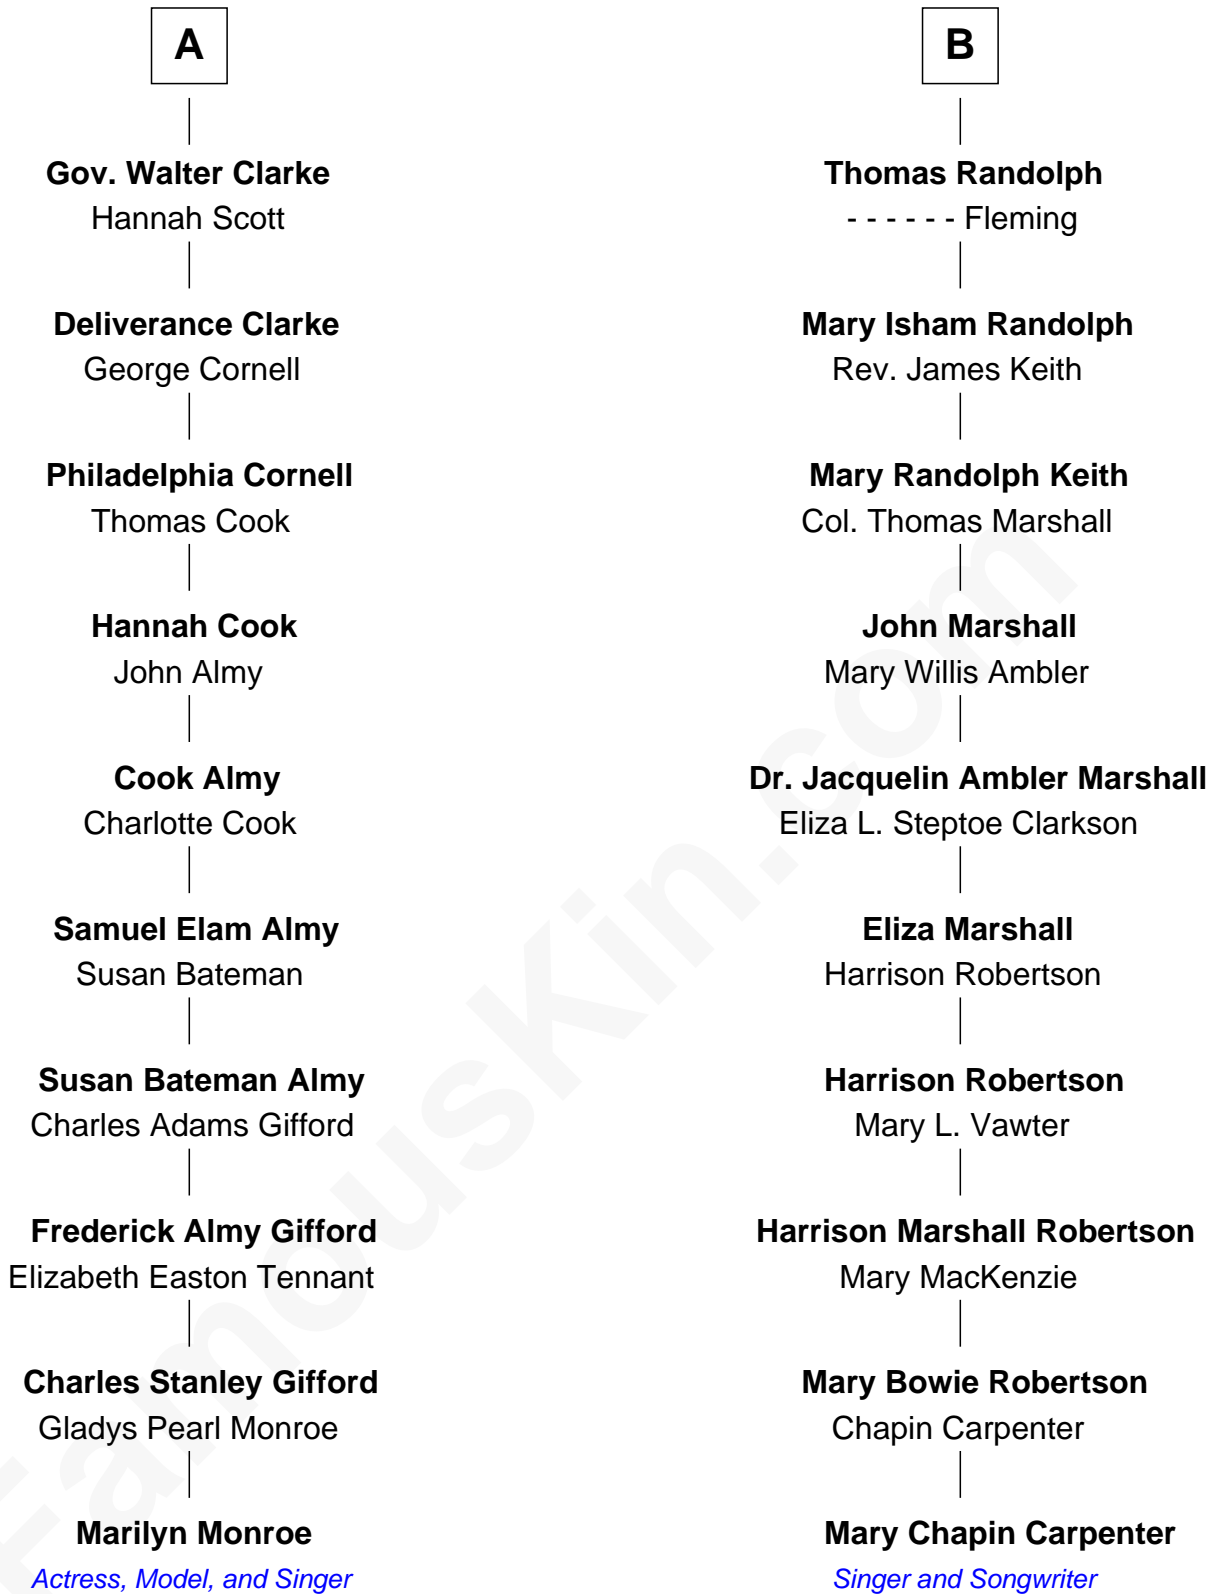 A
Gov. Walter Clarke
Hannah Scott
Deliverance Clarke
George Cornell
Philadelphia Cornell
Thomas Cook
Hannah Cook
John Almy
Cook Almy
Charlotte Cook
Samuel Elam Almy
Susan Bateman
Susan Bateman Almy
Charles Adams Gifford
Frederick Almy Gifford
Elizabeth Easton Tennant
Charles Stanley Gifford
Gladys Pearl Monroe
Marilyn Monroe
Actress, Model, and Singer
B
Thomas Randolph
- - - - - - Fleming
Mary Isham Randolph
Rev. James Keith
Mary Randolph Keith
Col. Thomas Marshall
John Marshall
Mary Willis Ambler
Dr. Jacquelin Ambler Marshall
Eliza L. Steptoe Clarkson
Eliza Marshall
Harrison Robertson
Harrison Robertson
Mary L. Vawter
Harrison Marshall Robertson
Mary MacKenzie
Mary Bowie Robertson
Chapin Carpenter
Mary Chapin Carpenter
Singer and Songwriter
FamousKin.com